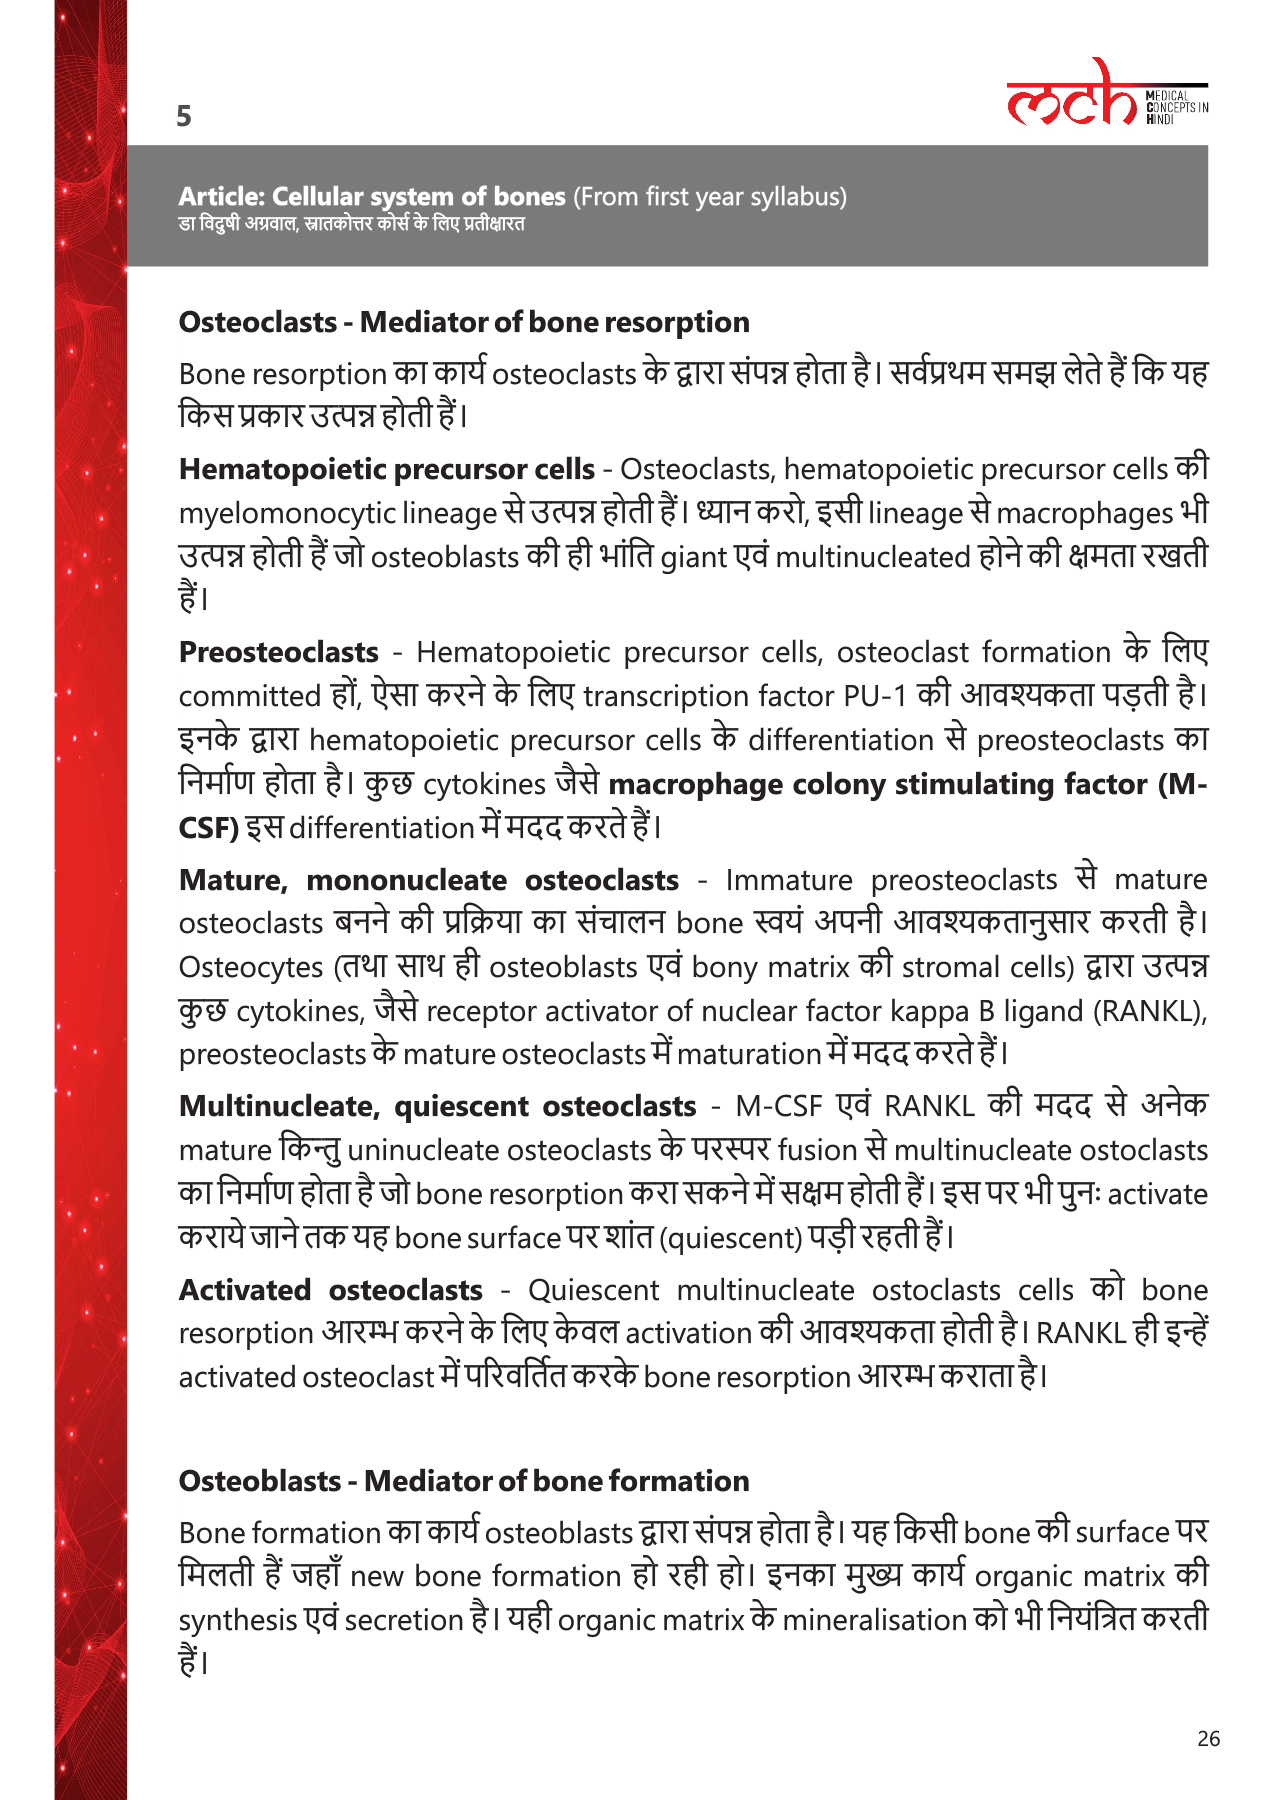 5
mch
MEDICAL
CONCEPTS IN
HINDI
Article: Cellular system of bones (From first year syllabus)
डा विदुषी अग्रवाल, स्नातकोत्तर कोर्स के लिए प्रतीक्षारत
Osteoclasts - Mediator of bone resorption
Bone resorption का कार्य osteoclasts के द्वारा संपन्न होता है। सर्वप्रथम समझ लेते हैं कि यह
किस प्रकार उत्पन्न होती हैं।
Hematopoietic precursor cells - Osteoclasts, hematopoietic precursor cells की
myelomonocytic lineage से उत्पन्न होती हैं। ध्यान करो, इसी lineage से macrophages भी
उत्पन्न होती हैं जो osteoblasts की ही भांति giant एवं multinucleated होने की क्षमता रखती
हैं।
Preosteoclasts - Hematopoietic precursor cells, osteoclast formation के लिए
committed हों, ऐसा करने के लिए transcription factor PU-1 की आवश्यकता पड़ती है।
इनके द्वारा hematopoietic precursor cells के differentiation से preosteoclasts का
निर्माण होता है। कुछ cytokines जैसे macrophage colony stimulating factor (M-
CSF) इस differentiation में मदद करते हैं।
Mature, mononucleate osteoclasts - Immature preosteoclasts से mature
osteoclasts बनने की प्रक्रिया का संचालन bone स्वयं अपनी आवश्यकतानुसार करती है।
Osteocytes (तथा साथ ही osteoblasts एवं bony matrix की stromal cells) द्वारा उत्पन्न
कुछ cytokines, जैसे receptor activator of nuclear factor kappa B ligand (RANKL),
preosteoclasts के mature osteoclasts में maturation में मदद करते हैं।
Multinucleate, quiescent osteoclasts - M-CSF एवं RANKL की मदद से अनेक
mature किन्तु uninucleate osteoclasts के परस्पर fusion से multinucleate ostoclasts
का निर्माण होता है जो bone resorption करा सकने में सक्षम होती हैं। इस पर भी पुनः activate
कराये जाने तक यह bone surface पर शांत (quiescent) पड़ी रहती हैं।
Activated osteoclasts - Quiescent multinucleate ostoclasts cells को bone
resorption आरम्भ करने के लिए केवल activation की आवश्यकता होती है। RANKL ही इन्हें
activated osteoclast में परिवर्तित करके bone resorption आरम्भ कराता है।
Osteoblasts - Mediator of bone formation
Bone formation का कार्य osteoblasts द्वारा संपन्न होता है। यह किसी bone की surface पर
मिलती हैं जहाँ new bone formation हो रही हो। इनका मुख्य कार्य organic matrix की
synthesis एवं secretion है। यही organic matrix के mineralisation को भी नियंत्रित करती
हैं।
26